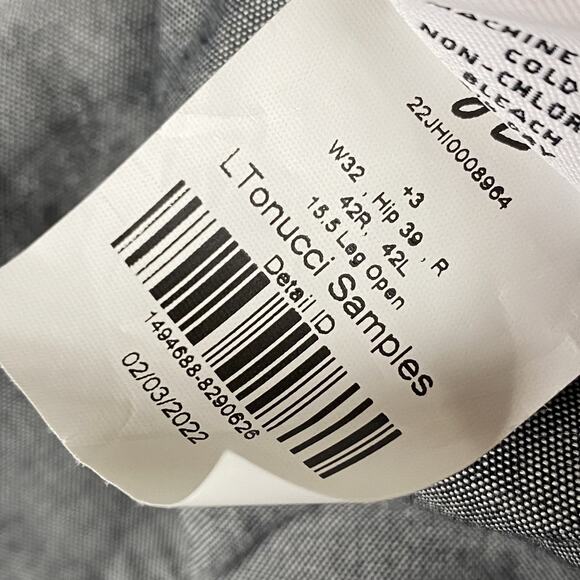 MACHINE
COLD
NON-CHLOR
BLEACH
22JHI0008964
+3
W32 , Hip 39 , R
42R, 42L
15.5 Leg Open
LTonucci Samples
Detail ID
1494688-8290626
02/03/2022